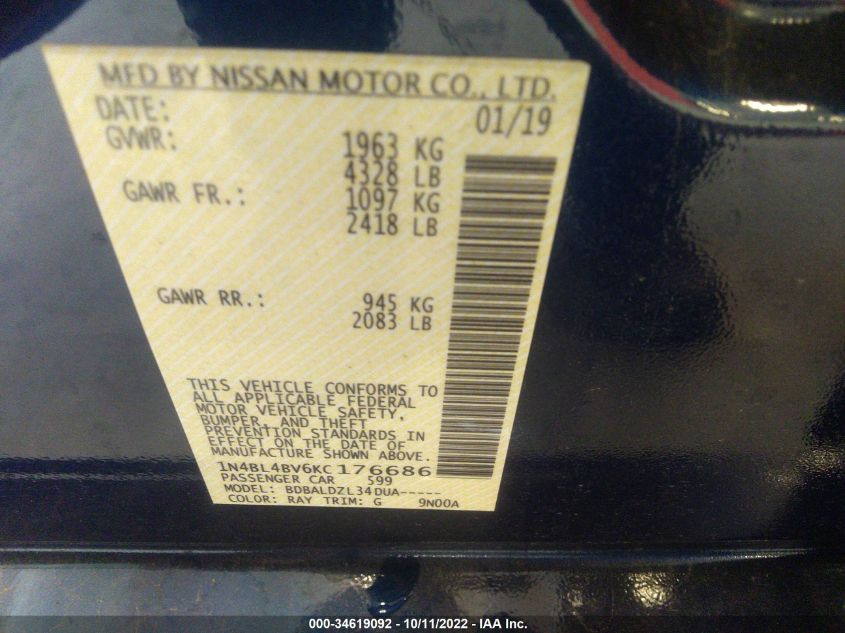 MFD BY NISSAN MOTOR CO., LTD.
DATE: 01/19
GVWR: 1963 KG
4328 LB
GAWR FR.: 1097 KG
2418 LB
GAWR RR.: 945 KG
2083 LB
THIS VEHICLE CONFORMS TO
ALL APPLICABLE FEDERAL
MOTOR VEHICLE SAFETY,
BUMPER, AND THEFT
PREVENTION STANDARDS IN
EFFECT ON THE DATE OF
MANUFACTURE SHOWN ABOVE.
1N4BL4BV6KC176686
PASSENGER CAR S99
MODEL: BDBALDZL34DUA-----
COLOR: RAY TRIM: G 9N00A
000-34619092 - 10/11/2022 - IAA Inc.